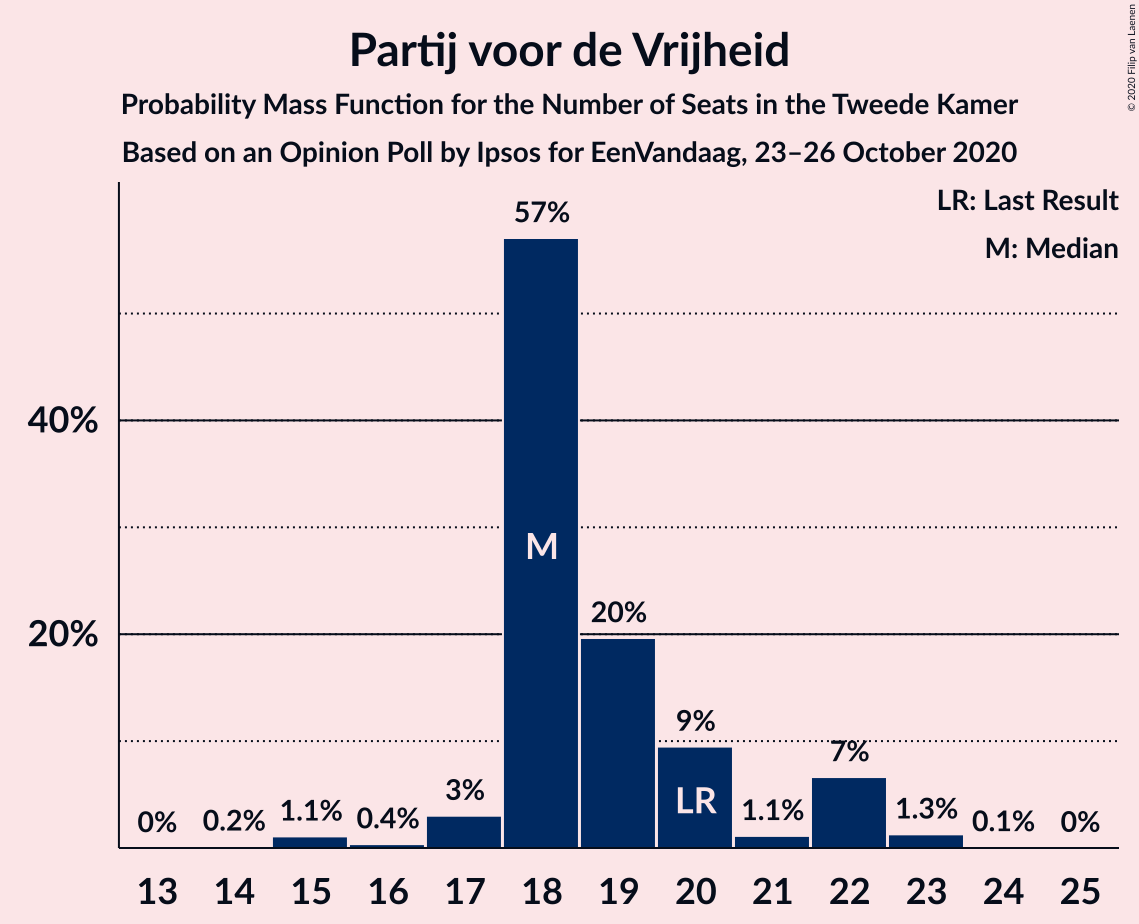 Partij voor de Vrijheid
Probability Mass Function for the Number of Seats in the Tweede Kamer
Based on an Opinion Poll by Ipsos for EenVandaag, 23–26 October 2020
© 2020 Filip van Laenen
LR: Last Result
M: Median
57%
40%
M
20%
20%
9%
7%
LR
0%
0.2%
1.1%
0.4%
3%
1.1%
1.3%
0.1%
0%
13 14 15 16 17 18 19 20 21 22 23 24 25